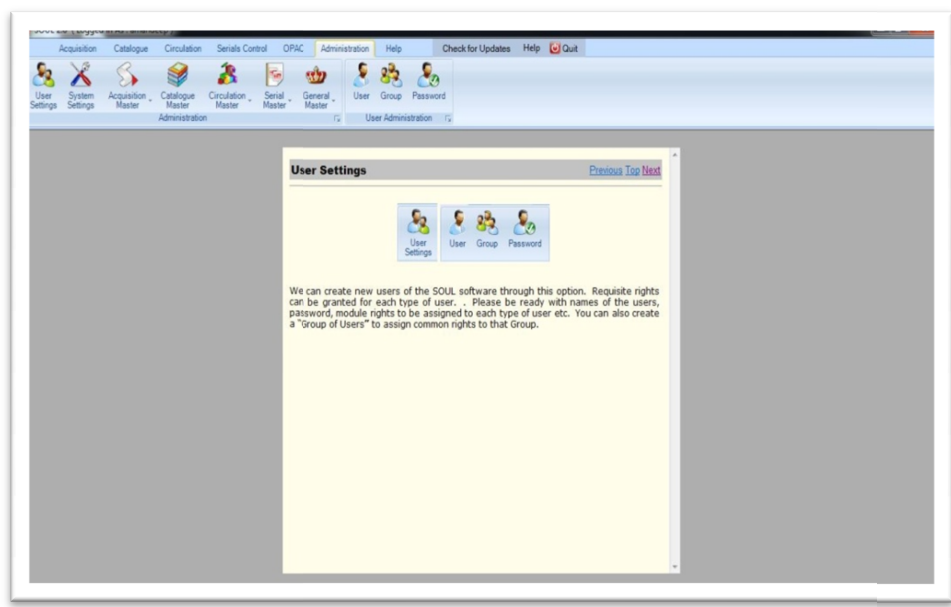 Acquisition Catalogue Circulation Serials Control OPAC Administration Help Check for Updates Help Quit
User Settings
System Settings
Acquisition Master
Catalogue Master
Circulation Master
Serial Master
General Master
User
Group
Password
Administration
User Administration
User Settings
Previous Top Next
User Settings
User
Group
Password
We can create new users of the SOUL software through this option. Requisite rights
can be granted for each type of user. . Please be ready with names of the users,
password, module rights to be assigned to each type of user etc. You can also create
a "Group of Users" to assign common rights to that Group.